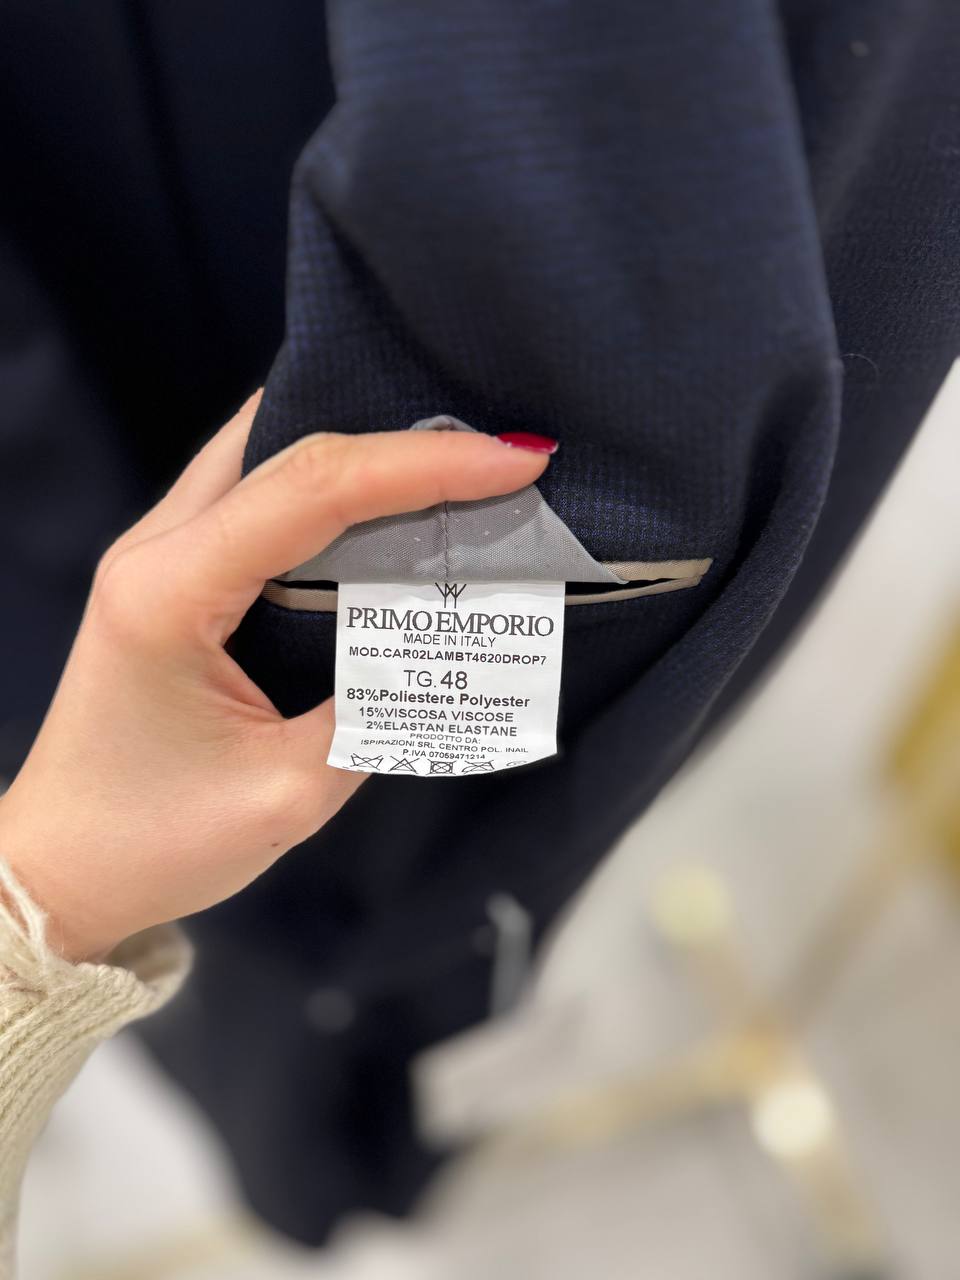 PRIMO EMPORIO
MADE IN ITALY
MOD.CAR02LAMBT4620DROP7
TG.48
83%Poliestere Polyester
15%VISCOSA VISCOSE
2%ELASTAN ELASTANE
PRODOTTO DA:
ISPIRAZIONI SRL CENTRO POL. INAIL
P.IVA 07059471214